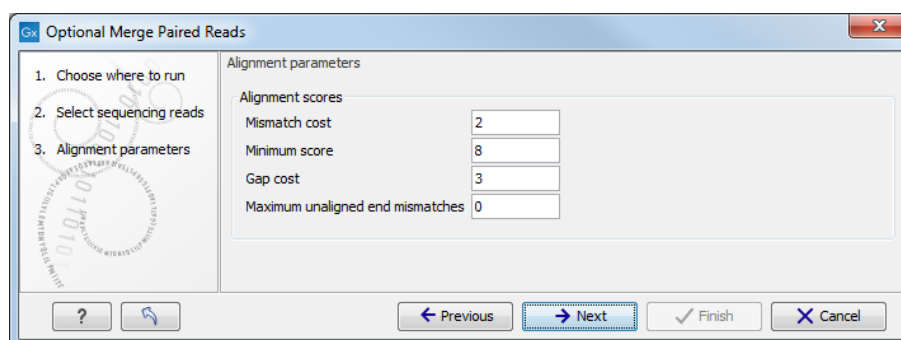 Gx Optional Merge Paired Reads
1. Choose where to run
2. Select sequencing reads
3. Alignment parameters
Alignment parameters
Alignment scores
Mismatch cost 2
Minimum score 8
Gap cost 3
Maximum unaligned end mismatches 0
? Previous Next Finish Cancel